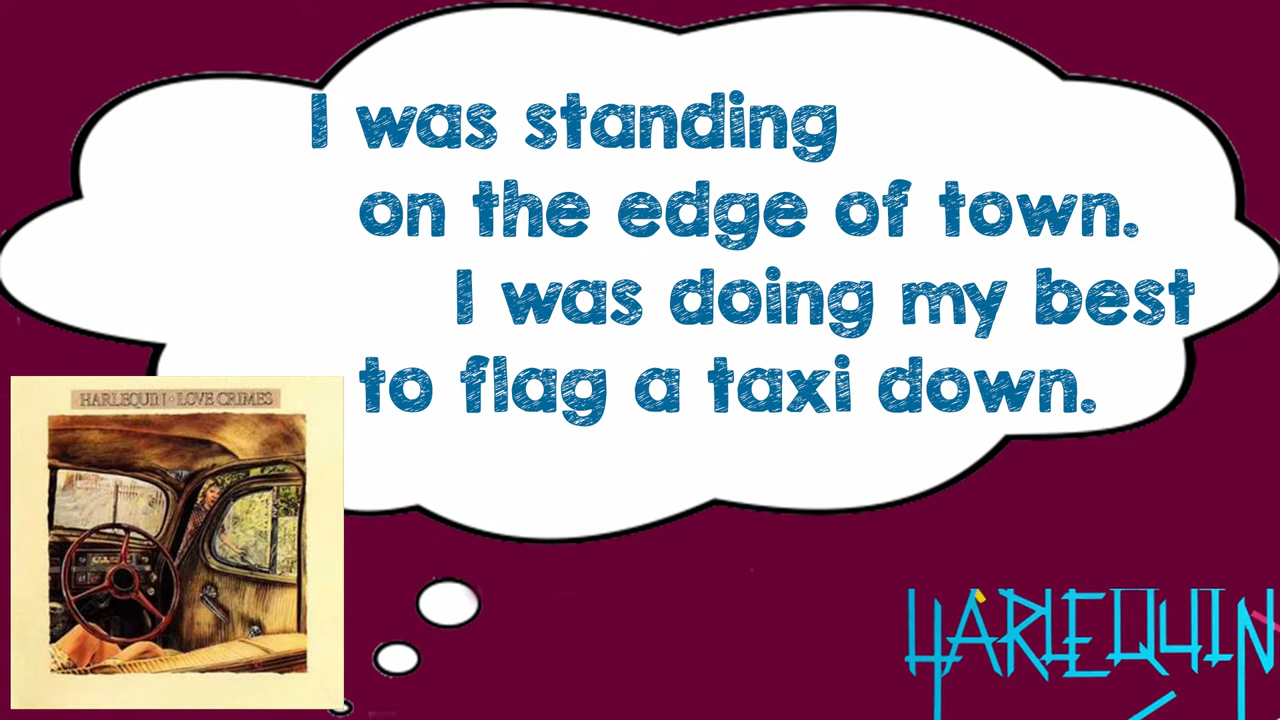 I was standing
on the edge of town.
I was doing my best
to flag a taxi down.
HARLEQUIN · LOVE CRIMES
HARLEQUIN